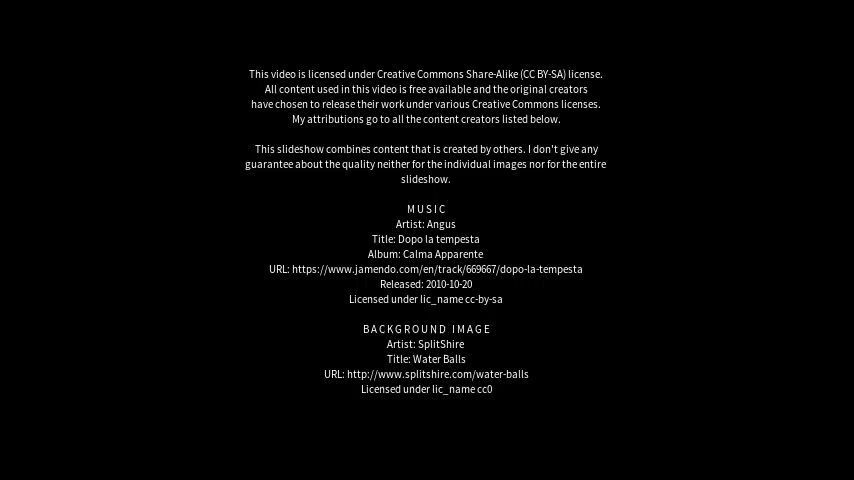 This video is licensed under Creative Commons Share-Alike (CC BY-SA) license.
All content used in this video is free available and the original creators
have chosen to release their work under various Creative Commons licenses.
My attributions go to all the content creators listed below.
This slideshow combines content that is created by others. I don't give any
guarantee about the quality neither for the individual images nor for the entire
slideshow.
MUSIC
Artist: Angus
Title: Dopo la tempesta
Album: Calma Apparente
URL: https://www.jamendo.com/en/track/669667/dopo-la-tempesta
Released: 2010-10-20
Licensed under lic_name cc-by-sa
BACKGROUND IMAGE
Artist: SplitShire
Title: Water Balls
URL: http://www.splitshire.com/water-balls
Licensed under lic_name cc0